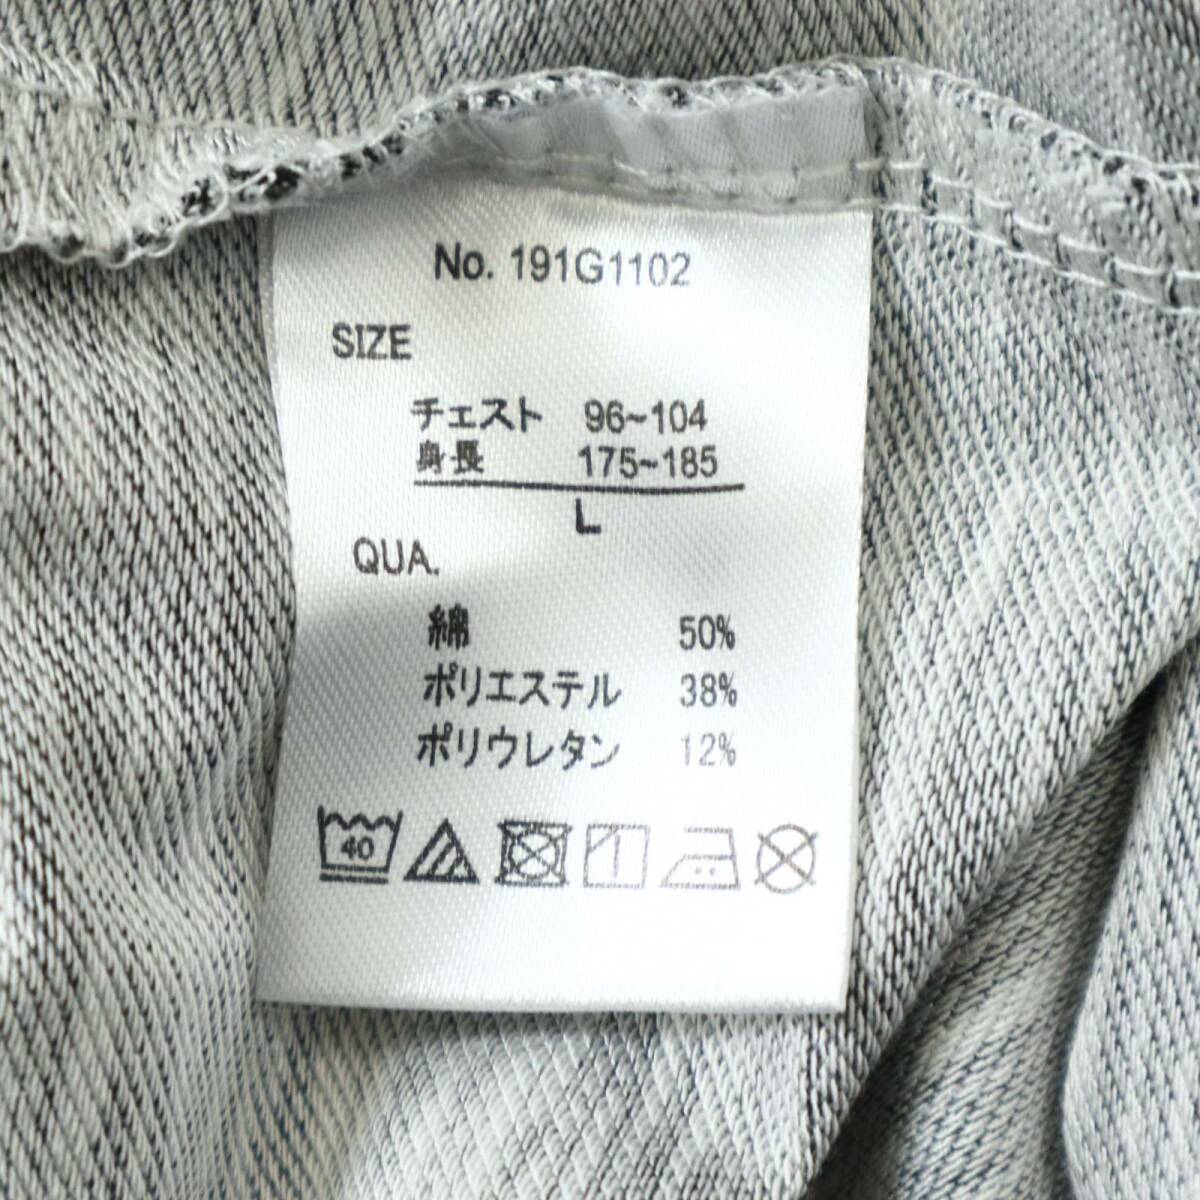 No. 191G1102
SIZE
チェスト 96~104
身長 175~185
L
QUA.
綿 50%
ポリエステル 38%
ポリウレタン 12%
40